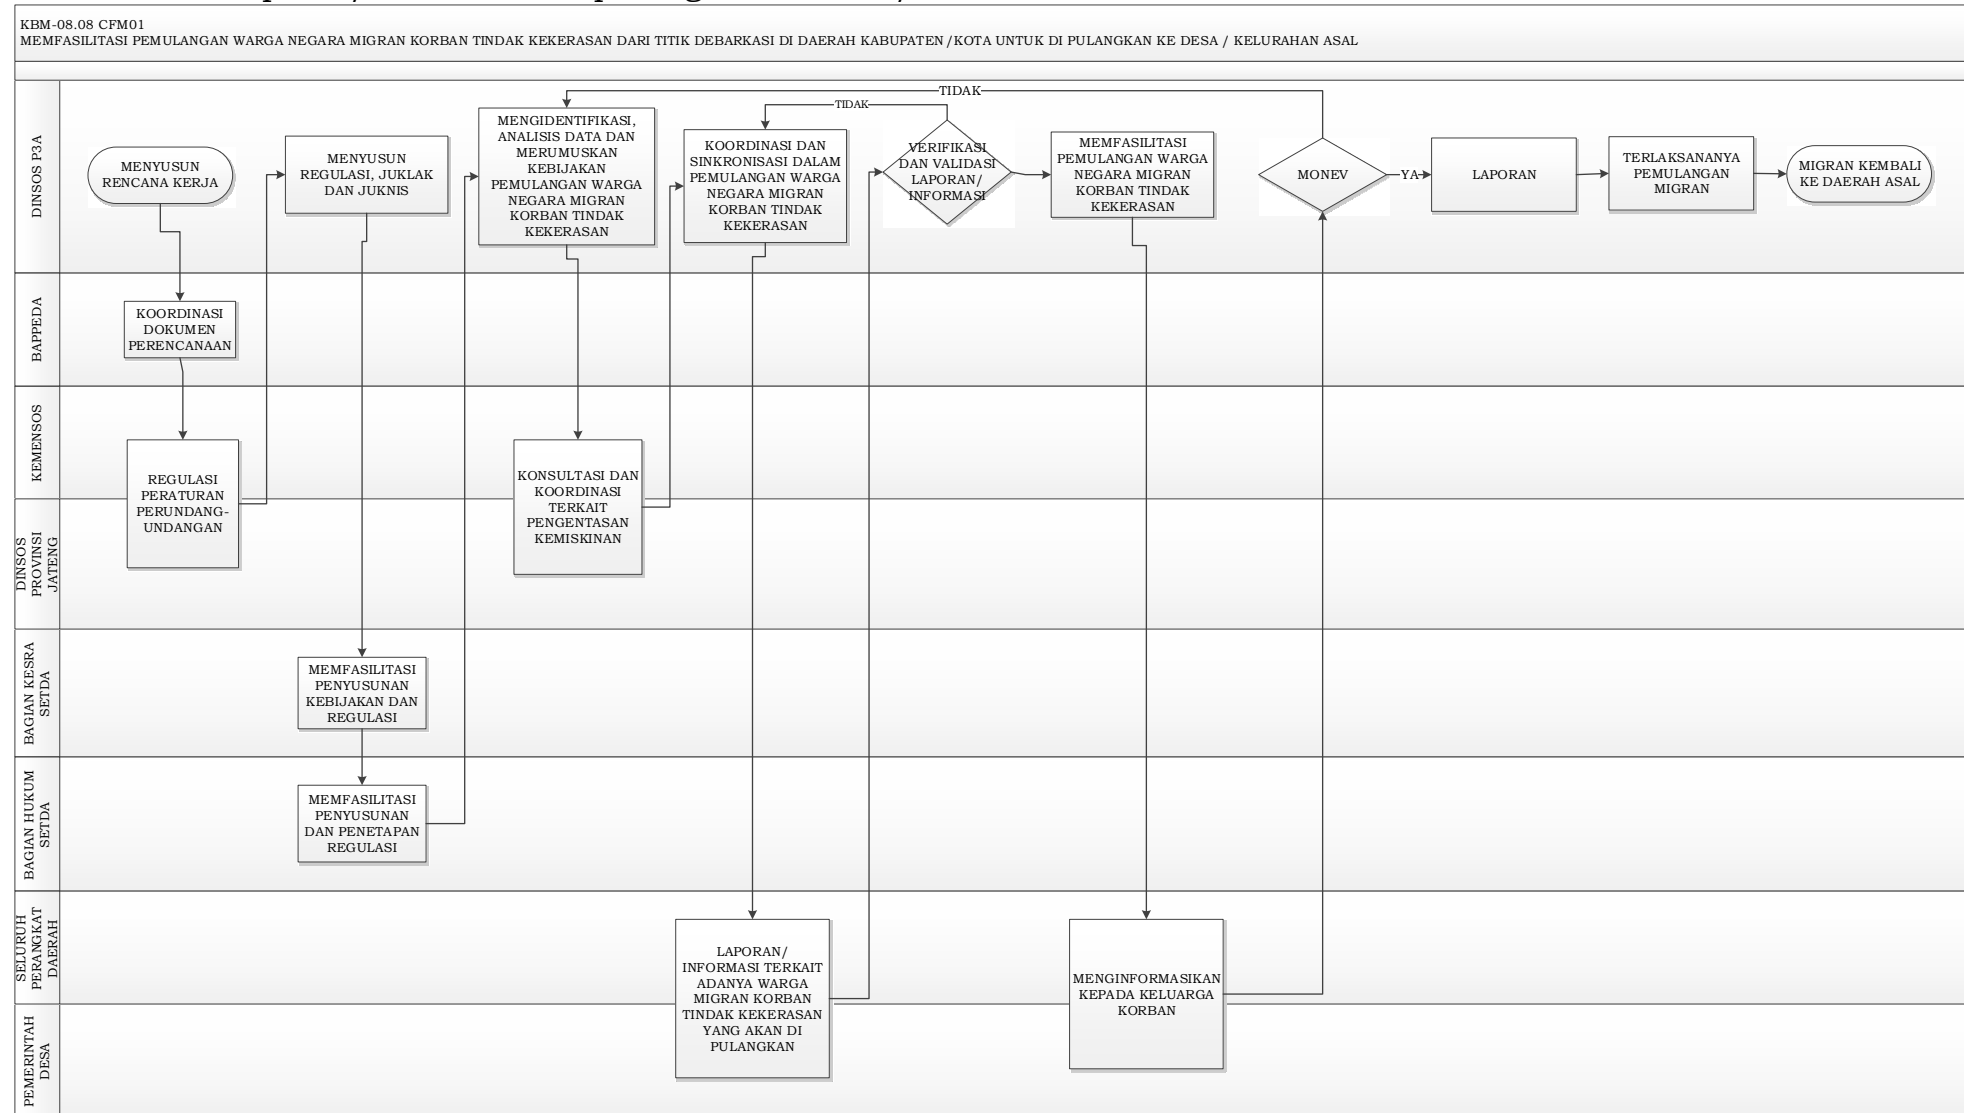 KBM-08.08 CFM01
MEMFASILITASI PEMULANGAN WARGA NEGARA MIGRAN KORBAN TINDAK KEKERASAN DARI TITIK DEBARKASI DI DAERAH KABUPATEN/KOTA UNTUK DI PULANGKAN KE DESA / KELURAHAN ASAL
DINSOS P3A
MENYUSUN
RENCANA KERJA
MENYUSUN
REGULASI, JUKLAK
DAN JUKNIS
MENGIDENTIFIKASI,
ANALISIS DATA DAN
MERUMUSKAN
KEBIJAKAN
PEMULANGAN WARGA
NEGARA MIGRAN
KORBAN TINDAK
KEKERASAN
TIDAK
TIDAK
KOORDINASI DAN
SINKRONISASI DALAM
PEMULANGAN WARGA
NEGARA MIGRAN
KORBAN TINDAK
KEKERASAN
VERIFIKASI
DAN VALIDASI
LAPORAN/
INFORMASI
MEMFASILITASI
PEMULANGAN WARGA
NEGARA MIGRAN
KORBAN TINDAK
KEKERASAN
MONEV
YA
LAPORAN
TERLAKSANANYA
PEMULANGAN
MIGRAN
MIGRAN KEMBALI
KE DAERAH ASAL
BAPPEDA
KOORDINASI
DOKUMEN
PERENCANAAN
KEMENSOS
REGULASI
PERATURAN
PERUNDANG-
UNDANGAN
KONSULTASI DAN
KOORDINASI
TERKAIT
PENGENTASAN
KEMISKINAN
DINSOS
PROVINSI
JATENG
BAGIAN KESRA
SETDA
MEMFASILITASI
PENYUSUNAN
KEBIJAKAN DAN
REGULASI
BAGIAN HUKUM
SETDA
MEMFASILITASI
PENYUSUNAN
DAN PENETAPAN
REGULASI
SELURUH
PERANGKAT
DAERAH
LAPORAN/
INFORMASI TERKAIT
ADANYA WARGA
MIGRAN KORBAN
TINDAK KEKERASAN
YANG AKAN DI
PULANGKAN
MENGINFORMASIKAN
KEPADA KELUARGA
KORBAN
PEMERINTAH
DESA